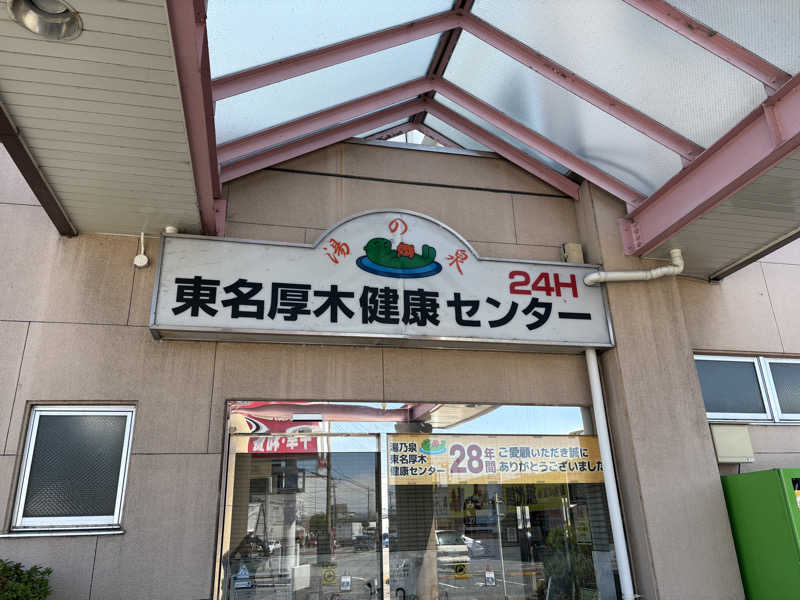 湯の泉
東名厚木健康センター
24H
湯乃泉
東名厚木
健康センター
28年間
ご愛顧いただき誠に
ありがとうございました